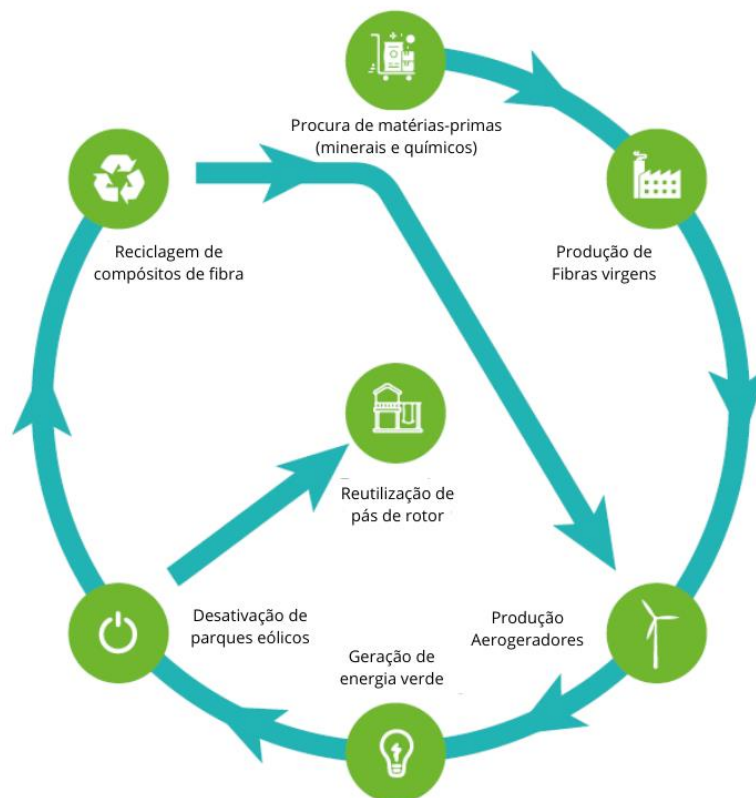 Procura de matérias-primas
(minerais e químicos)
Reciclagem de
compósitos de fibra
Produção de
Fibras virgens
Reutilização de
pás de rotor
Desativação de
parques eólicos
Produção
Aerogeradores
Geração de
energia verde